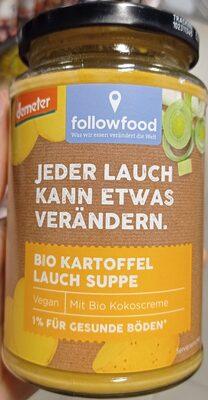 demeter
followfood
Was wir essen verändert die Welt
JEDER LAUCH
KANN ETWAS
VERÄNDERN.
BIO KARTOFFEL
LAUCH SUPPE
Vegan | Mit Bio Kokoscreme
1% FÜR GESUNDE BÖDEN*